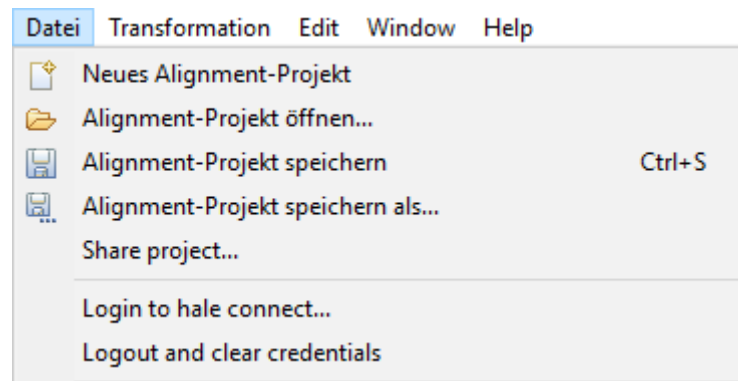 Datei Transformation Edit Window Help
Neues Alignment-Projekt
Alignment-Projekt öffnen...
Alignment-Projekt speichern Ctrl+S
Alignment-Projekt speichern als...
Share project...
Login to hale connect...
Logout and clear credentials